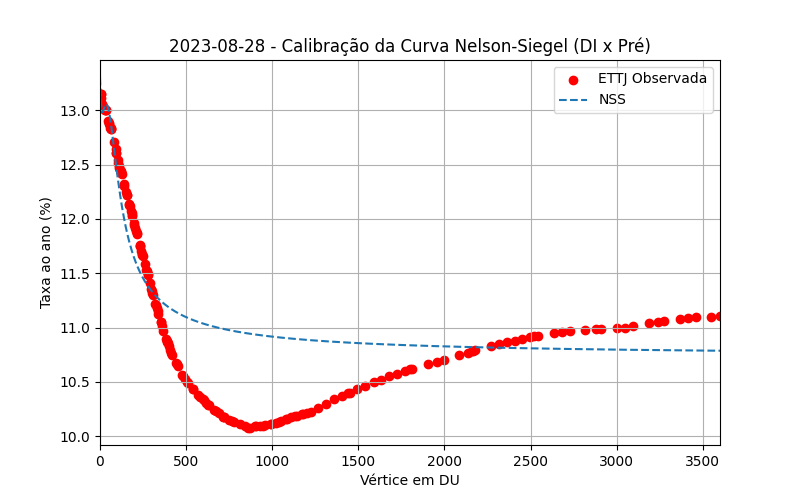 2023-08-28 - Calibração da Curva Nelson-Siegel (DI x Pré)
ETTJ Observada
NSS
Taxa ao ano (%)
13.0
12.5
12.0
11.5
11.0
10.5
10.0
0 500 1000 1500 2000 2500 3000 3500
Vértice em DU